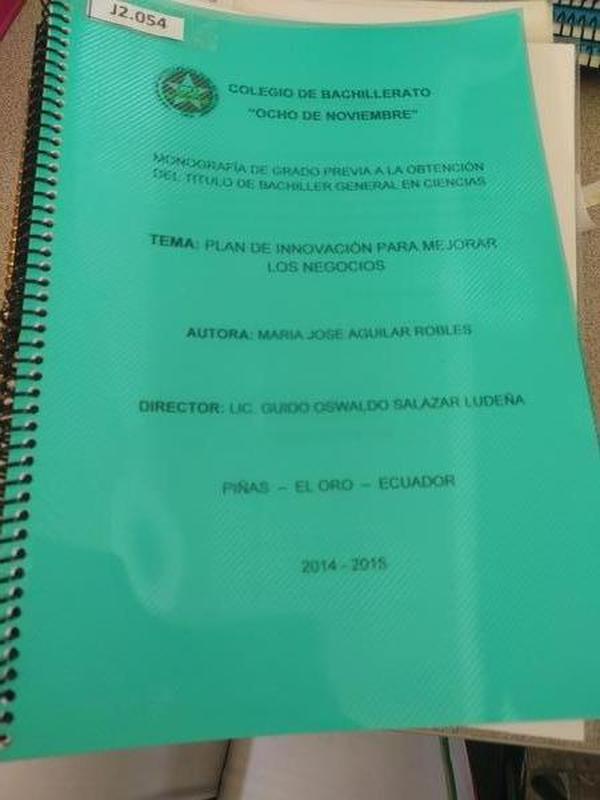 J2.054
COLEGIO DE BACHILLERATO
"OCHO DE NOVIEMBRE"
MONOGRAFÍA DE GRADO PREVIA A LA OBTENCIÓN
DEL TITULO DE BACHILLER GENERAL EN CIENCIAS
TEMA: PLAN DE INNOVACIÓN PARA MEJORAR
LOS NEGOCIOS
AUTORA: MARIA JOSE AGUILAR ROBLES
DIRECTOR: LIC. GUIDO OSWALDO SALAZAR LUDEÑA
PIÑAS – EL ORO – ECUADOR
2014 - 2015